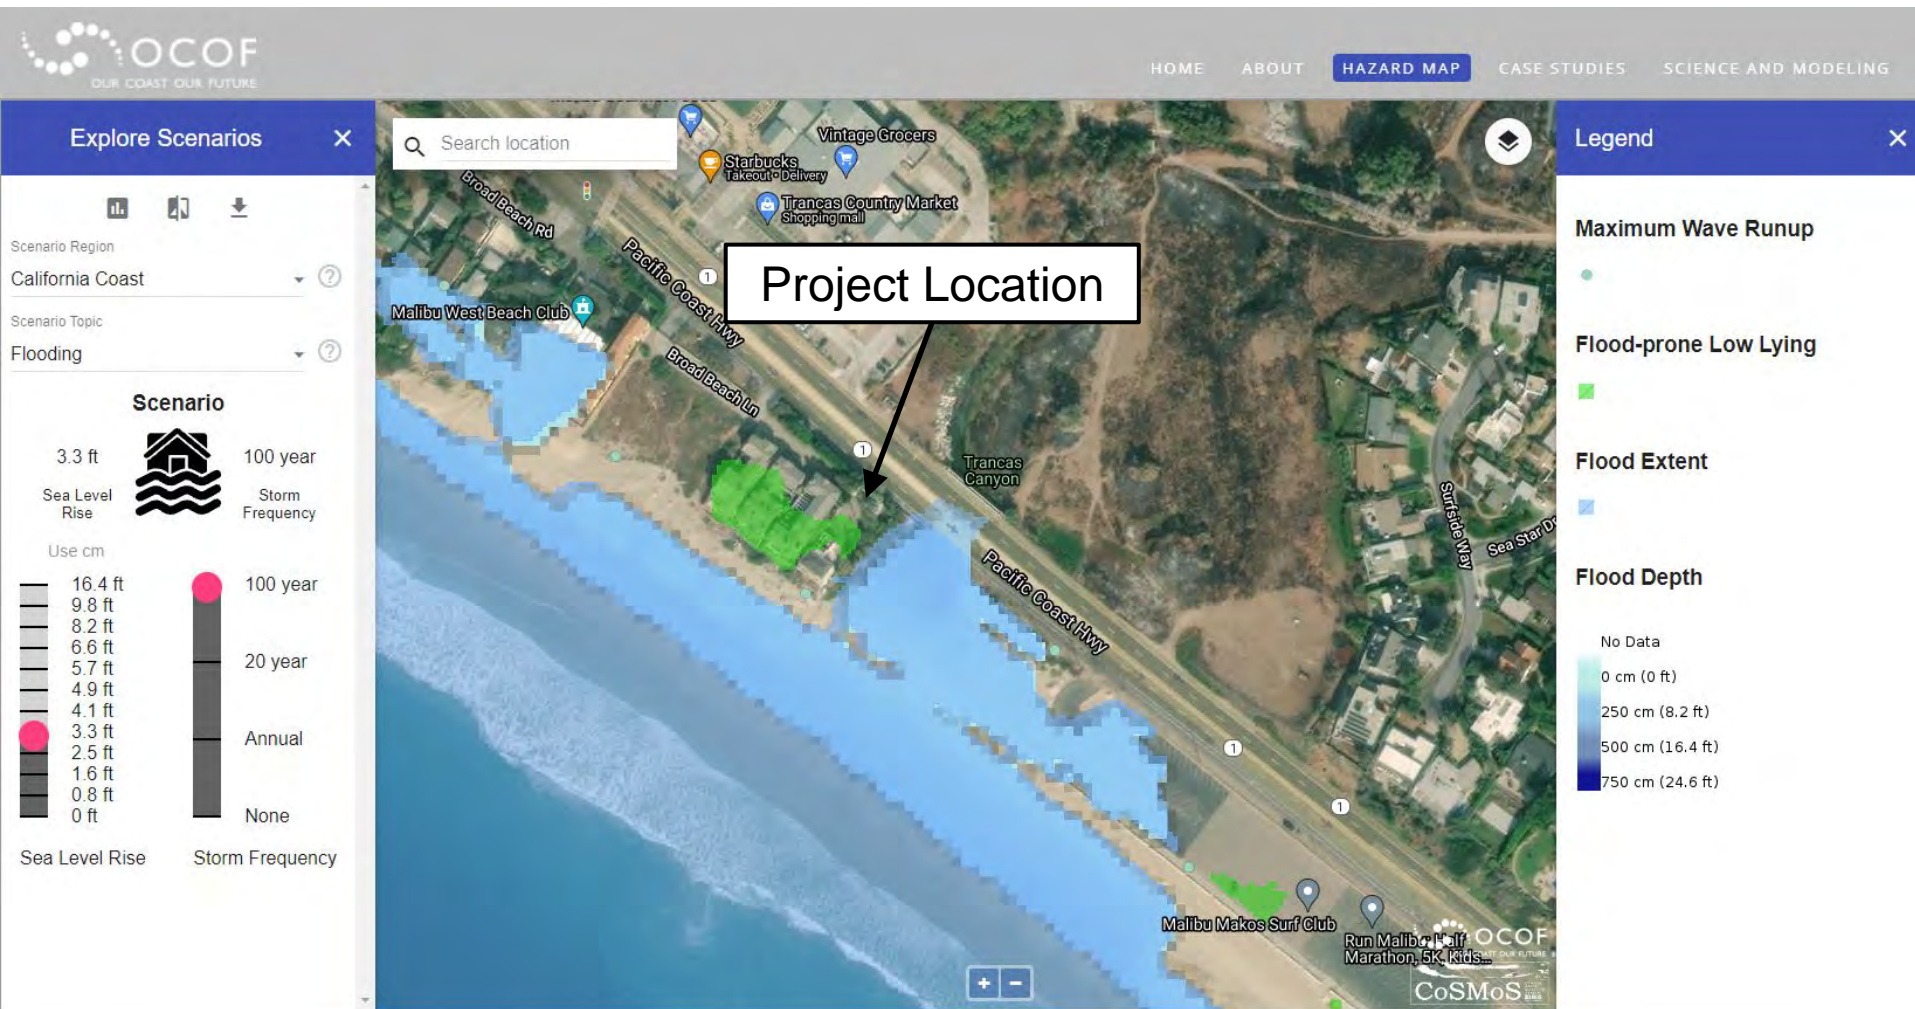 OCOF
OUR COAST OUR FUTURE
HOME
ABOUT
HAZARD MAP
CASE STUDIES
SCIENCE AND MODELING
Explore Scenarios
Scenario Region
California Coast
Scenario Topic
Flooding
Scenario
3.3 ft
100 year
Sea Level
Rise
Storm
Frequency
Use cm
16.4 ft
9.8 ft
8.2 ft
6.6 ft
5.7 ft
4.9 ft
4.1 ft
3.3 ft
2.5 ft
1.6 ft
0.8 ft
0 ft
100 year
20 year
Annual
None
Sea Level Rise
Storm Frequency
Search location
Vintage Grocers
Starbucks
Takeout • Delivery
Trancas Country Market
Shopping mall
Broad Beach Rd
Pacific Coast Hwy
1
Project Location
Malibu West Beach Club
Broad Beach Ln
1
Trancas
Canyon
Surfside Way
Sea Star Dr
Pacific Coast Hwy
1
1
Malibu Makos Surf Club
Run Malibu Half
Marathon, 5K, Kids...
OCOF
OUR COAST OUR FUTURE
CoSMoS
+
−
Legend
Maximum Wave Runup
Flood-prone Low Lying
Flood Extent
Flood Depth
No Data
0 cm (0 ft)
250 cm (8.2 ft)
500 cm (16.4 ft)
750 cm (24.6 ft)